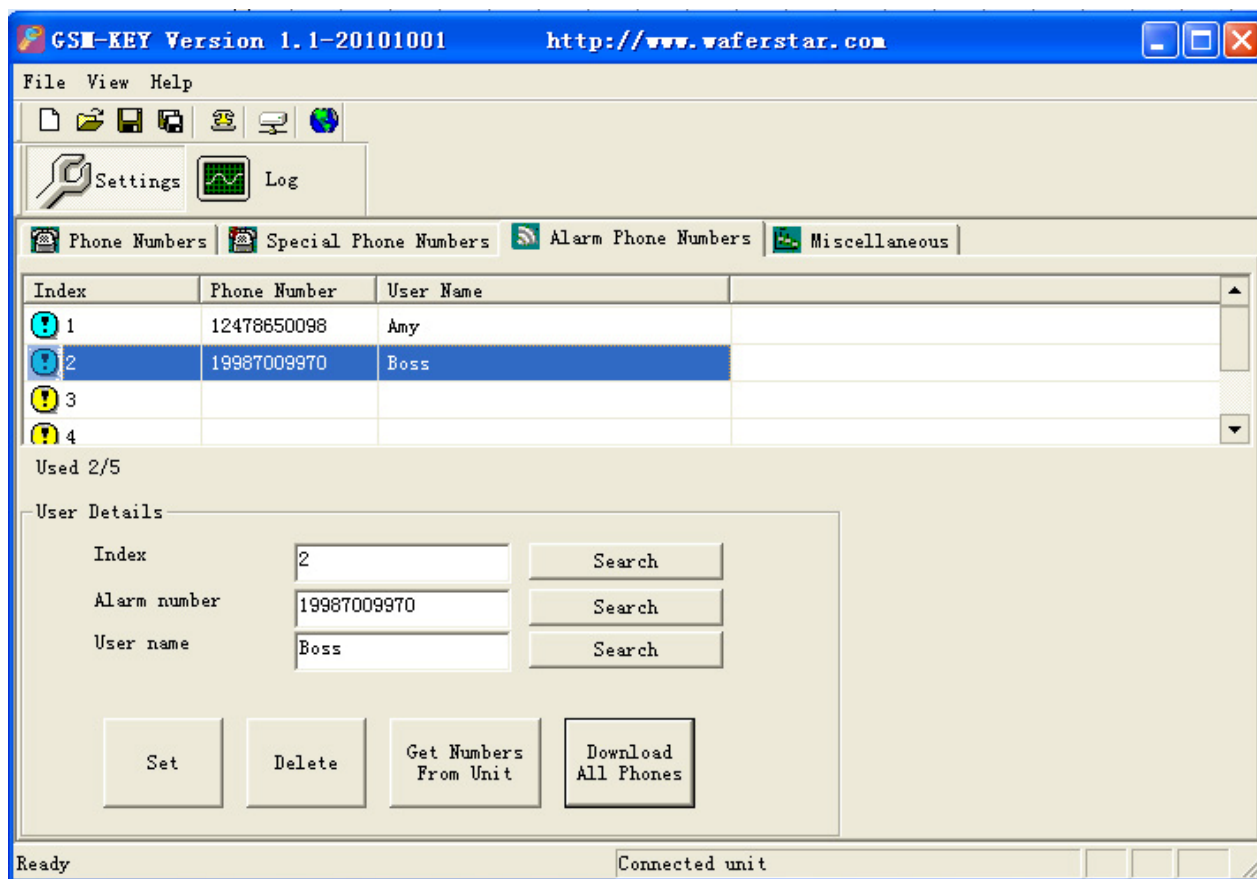 GSM-KEY Version 1.1-20101001 http://www.waferstar.com
File View Help
Settings Log
Phone Numbers Special Phone Numbers Alarm Phone Numbers Miscellaneous
Index Phone Number User Name
1 12478650098 Amy
2 19987009970 Boss
3
4
Used 2/5
User Details
Index 2 Search
Alarm number 19987009970 Search
User name Boss Search
Set Delete Get Numbers From Unit Download All Phones
Ready Connected unit